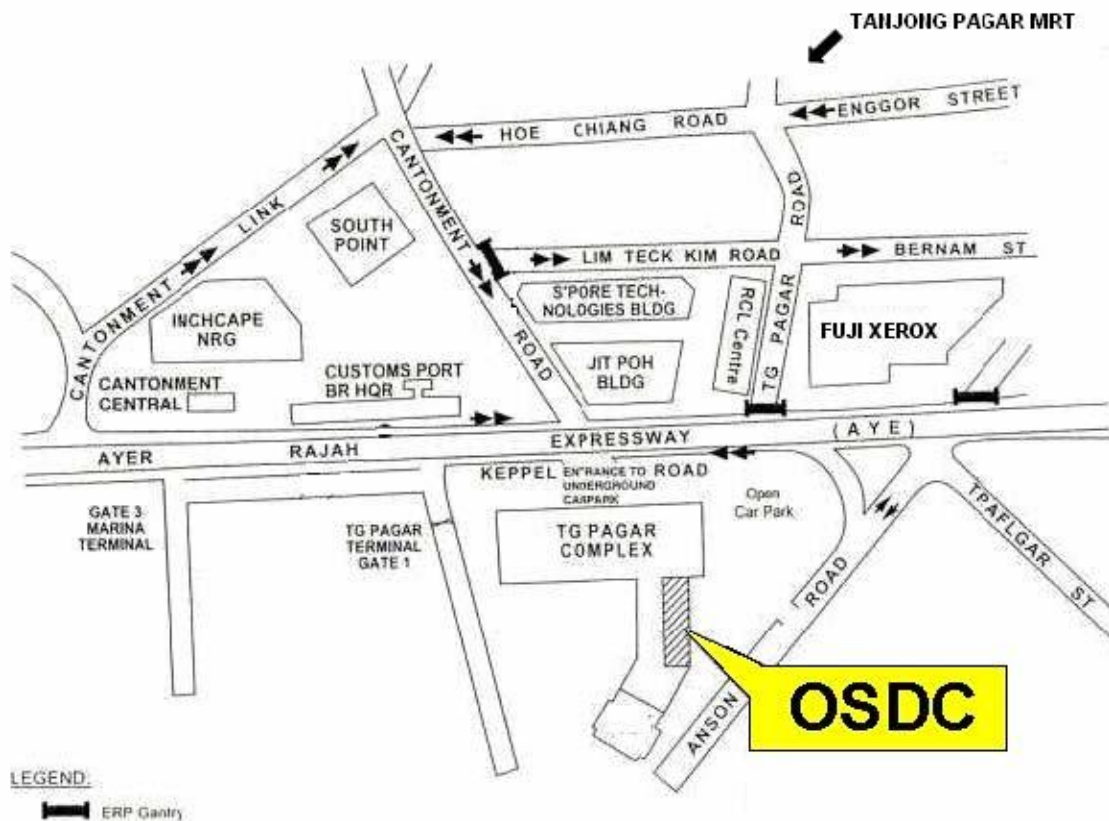 TANJONG PAGAR MRT
ENGGOR STREET
HOE CHIANG ROAD
CANTONMENT ROAD
CANTONMENT LINK
SOUTH
POINT
LIM TECK KIM ROAD
BERNAM ST
TG PAGAR ROAD
S'PORE TECH-
NOLOGIES BLDG
RCL Centre
FUJI XEROX
INCHCAPE
NRG
JIT POH
BLDG
CUSTOMS PORT
BR HQR
CANTONMENT
CENTRAL
AYER RAJAH EXPRESSWAY (AYE)
KEPPEL ROAD
ENTRANCE TO
UNDERGROUND
CARPARK
Open
Car Park
GATE 3
MARINA
TERMINAL
TG PAGAR
TERMINAL
GATE 1
TG PAGAR
COMPLEX
TPAFLGAR ST
ANSON ROAD
OSDC
LEGEND:
ERP Gantry